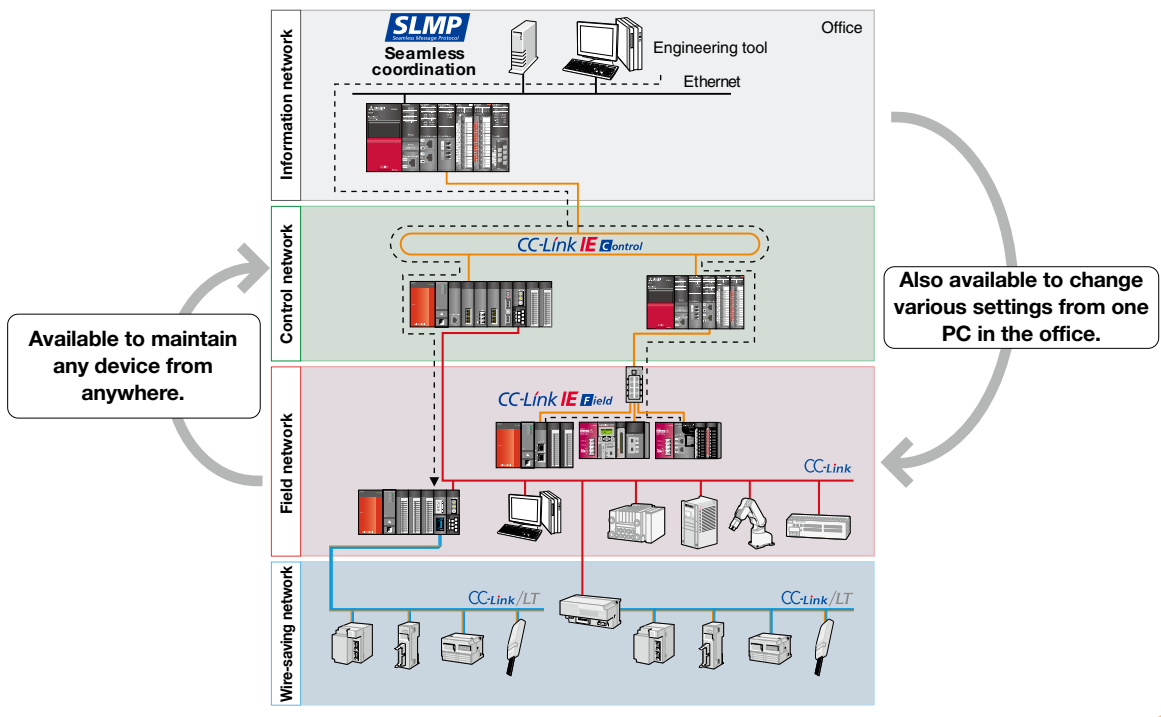 Information network
SLMP
Seamless Message Protocol
Seamless
coordination
Office
Engineering tool
Ethernet
Control network
CC-Link IE Control
Available to maintain
any device from
anywhere.
Also available to change
various settings from one
PC in the office.
Field network
CC-Link IE Field
CC-Link
Wire-saving network
CC-Link/LT
CC-Link/LT